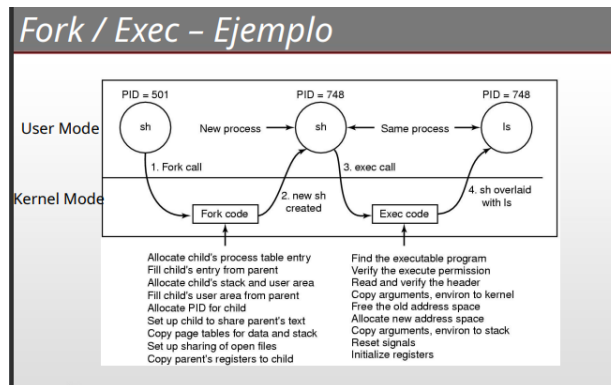 Fork / Exec – Ejemplo
PID = 501
PID = 748
PID = 748
User Mode
sh
New process
sh
Same process
ls
1. Fork call
3. exec call
Kernel Mode
2. new sh
created
4. sh overlaid
with ls
Fork code
Exec code
Allocate child's process table entry
Fill child's entry from parent
Allocate child's stack and user area
Fill child's user area from parent
Allocate PID for child
Set up child to share parent's text
Copy page tables for data and stack
Set up sharing of open files
Copy parent's registers to child
Find the executable program
Verify the execute permission
Read and verify the header
Copy arguments, environ to kernel
Free the old address space
Allocate new address space
Copy arguments, environ to stack
Reset signals
Initialize registers